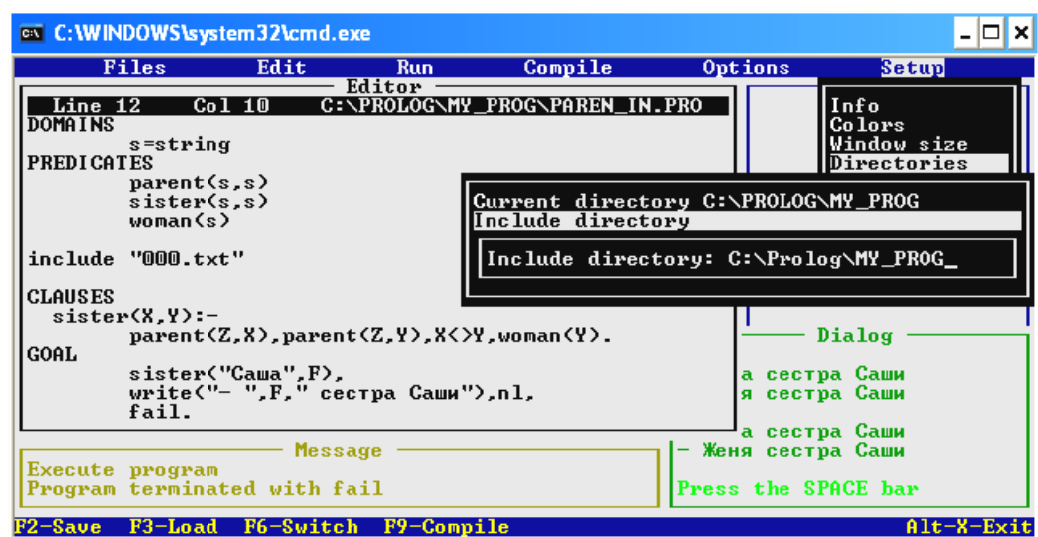 C:\WINDOWS\system32\cmd.exe
Files Edit Run Compile Options Setup
Editor
Line 12 Col 10 C:\PROLOG\MY_PROG\PAREN_IN.PRO
DOMAINS
s=string
PREDICATES
parent(s,s)
sister(s,s)
woman(s)
include "000.txt"
CLAUSES
sister(X,Y):-
parent(Z,X),parent(Z,Y),X<>Y,woman(Y).
GOAL
sister("Саша",F),
write("- ",F," сестра Саши"),nl,
fail.
Info
Colors
Window size
Directories
Current directory C:\PROLOG\MY_PROG
Include directory
Include directory: C:\Prolog\MY_PROG_
Dialog
а сестра Саши
я сестра Саши
а сестра Саши
- Женя сестра Саши
Press the SPACE bar
Message
Execute program
Program terminated with fail
F2-Save F3-Load F6-Switch F9-Compile Alt-X-Exit